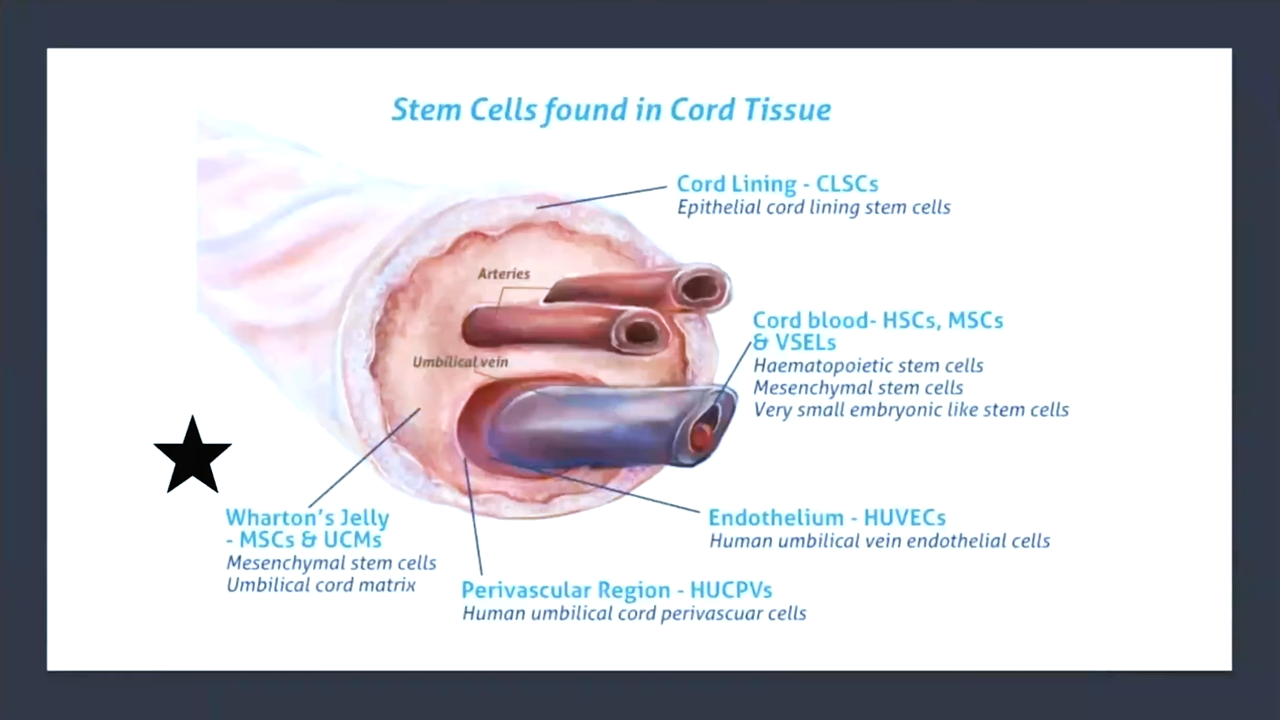 Stem Cells found in Cord Tissue
Cord Lining - CLSCs
Epithelial cord lining stem cells
Arteries
Umbilical vein
Cord blood- HSCs, MSCs
& VSELs
Haematopoietic stem cells
Mesenchymal stem cells
Very small embryonic like stem cells
Wharton's Jelly
- MSCs & UCMs
Mesenchymal stem cells
Umbilical cord matrix
Endothelium - HUVECs
Human umbilical vein endothelial cells
Perivascular Region - HUCPVs
Human umbilical cord perivascuar cells